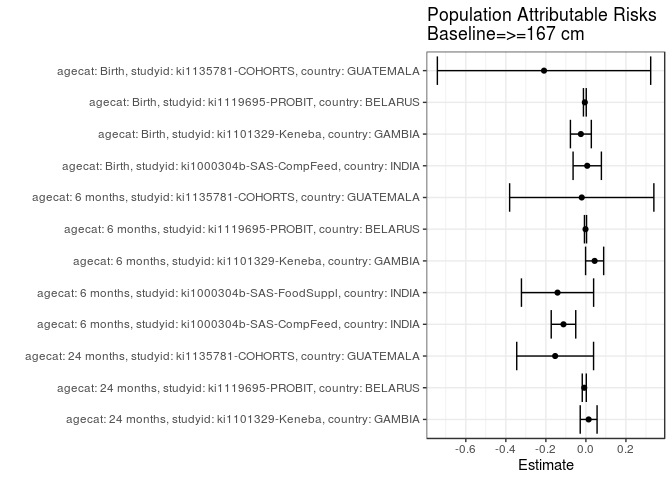 Population Attributable Risks
Baseline=>=167 cm
agecat: Birth, studyid: ki1135781-COHORTS, country: GUATEMALA
agecat: Birth, studyid: ki1119695-PROBIT, country: BELARUS
agecat: Birth, studyid: ki1101329-Keneba, country: GAMBIA
agecat: Birth, studyid: ki1000304b-SAS-CompFeed, country: INDIA
agecat: 6 months, studyid: ki1135781-COHORTS, country: GUATEMALA
agecat: 6 months, studyid: ki1119695-PROBIT, country: BELARUS
agecat: 6 months, studyid: ki1101329-Keneba, country: GAMBIA
agecat: 6 months, studyid: ki1000304b-SAS-FoodSuppl, country: INDIA
agecat: 6 months, studyid: ki1000304b-SAS-CompFeed, country: INDIA
agecat: 24 months, studyid: ki1135781-COHORTS, country: GUATEMALA
agecat: 24 months, studyid: ki1119695-PROBIT, country: BELARUS
agecat: 24 months, studyid: ki1101329-Keneba, country: GAMBIA
-0.6 -0.4 -0.2 0.0 0.2
Estimate